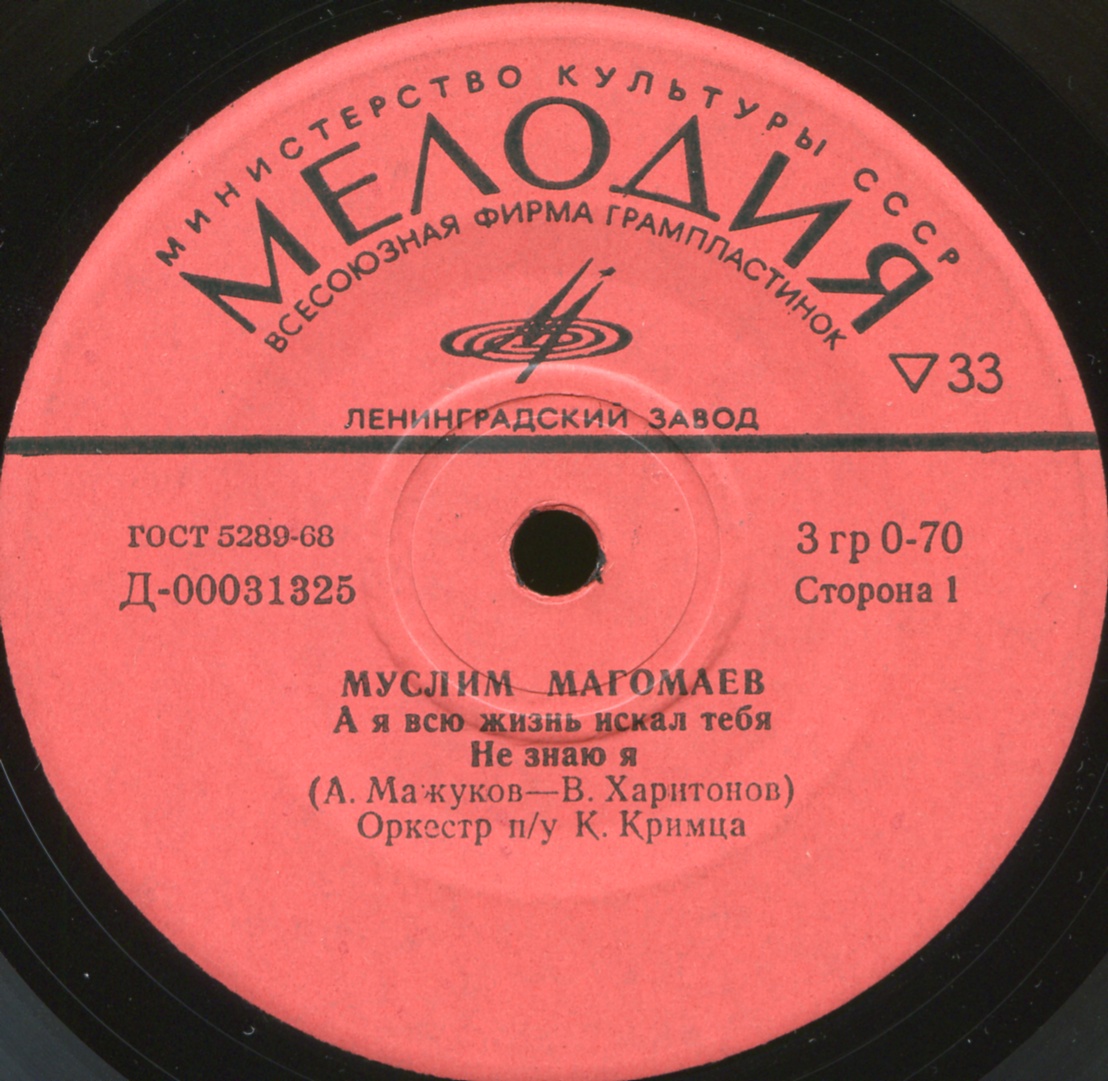 МИНИСТЕРСТВО КУЛЬТУРЫ СССР
МЕЛОДИЯ
ВСЕСОЮЗНАЯ ФИРМА ГРАМПЛАСТИНОК
▽33
ЛЕНИНГРАДСКИЙ ЗАВОД
ГОСТ 5289-68
3 гр 0-70
Д-00031325
Сторона 1
МУСЛИМ МАГОМАЕВ
А я всю жизнь искал тебя
Не знаю я
(А. Мажуков—В. Харитонов)
Оркестр п/у К. Кримца